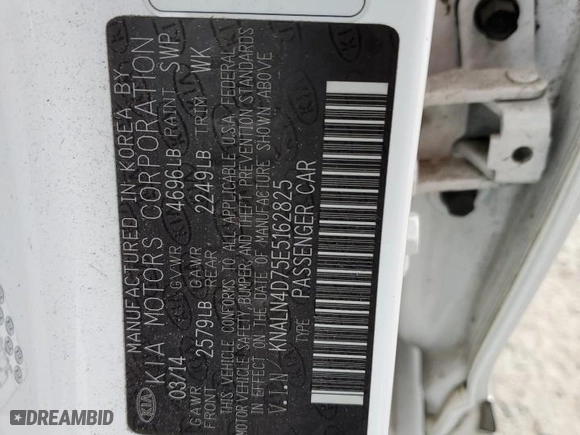 MANUFACTURED IN KOREA BY
KIA KIA MOTORS CORPORATION
03/14 GVWR 4696LB PAINT SWP
GAWR FRONT 2579LB GAWR REAR 2249LB TRIM WK
THIS VEHICLE CONFORMS TO ALL APPLICABLE U.S.A. FEDERAL
MOTOR VEHICLE SAFETY, BUMPER AND THEFT PREVENTION STANDARDS
IN EFFECT ON THE DATE OF MANUFACTURE SHOWN ABOVE
V.I.N / KNALN4D75E5162825
TYPE / PASSENGER CAR
DREAMBID